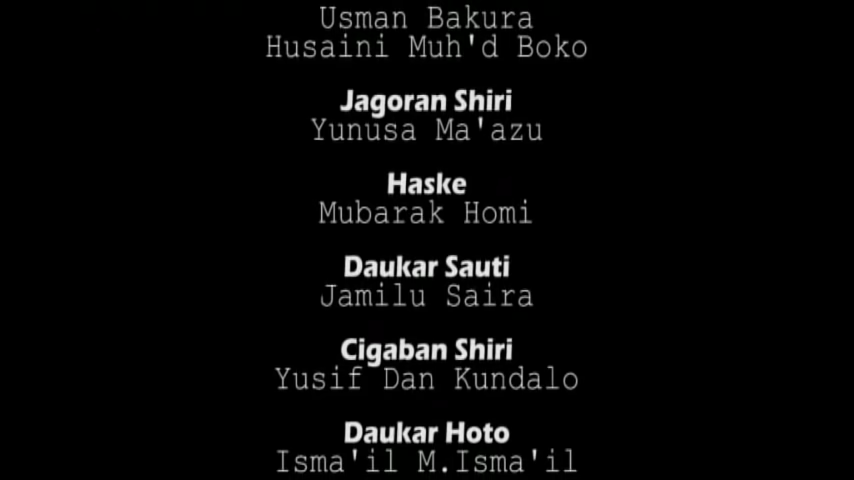 Usman Bakura
Husaini Muh'd Boko
Jagoran Shiri
Yunusa Ma'azu
Haske
Mubarak Homi
Daukar Sauti
Jamilu Saira
Cigaban Shiri
Yusif Dan Kundalo
Daukar Hoto
Isma'il M.Isma'il